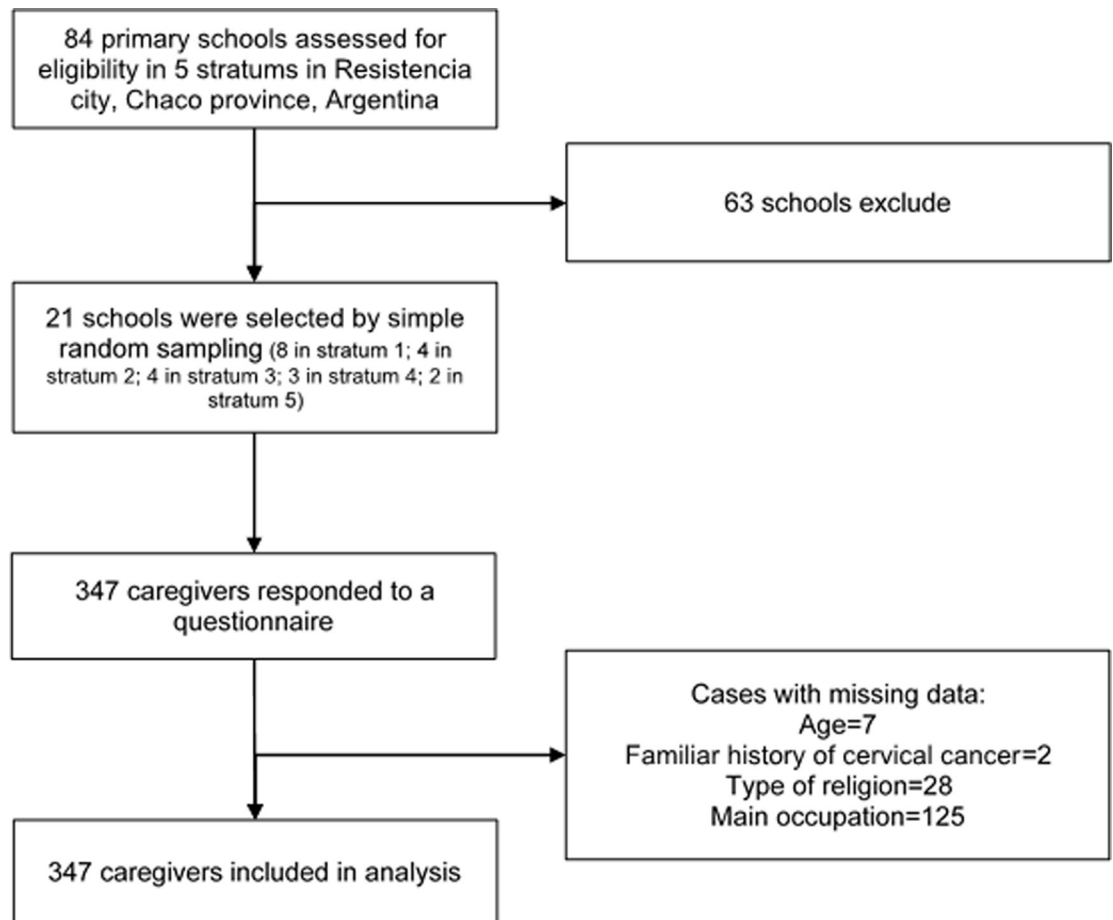 84 primary schools assessed for
eligibility in 5 stratums in Resistencia
city, Chaco province, Argentina
63 schools exclude
21 schools were selected by simple
random sampling (8 in stratum 1; 4 in
stratum 2; 4 in stratum 3; 3 in stratum 4; 2 in
stratum 5)
347 caregivers responded to a
questionnaire
Cases with missing data:
Age=7
Familiar history of cervical cancer=2
Type of religion=28
Main occupation=125
347 caregivers included in analysis